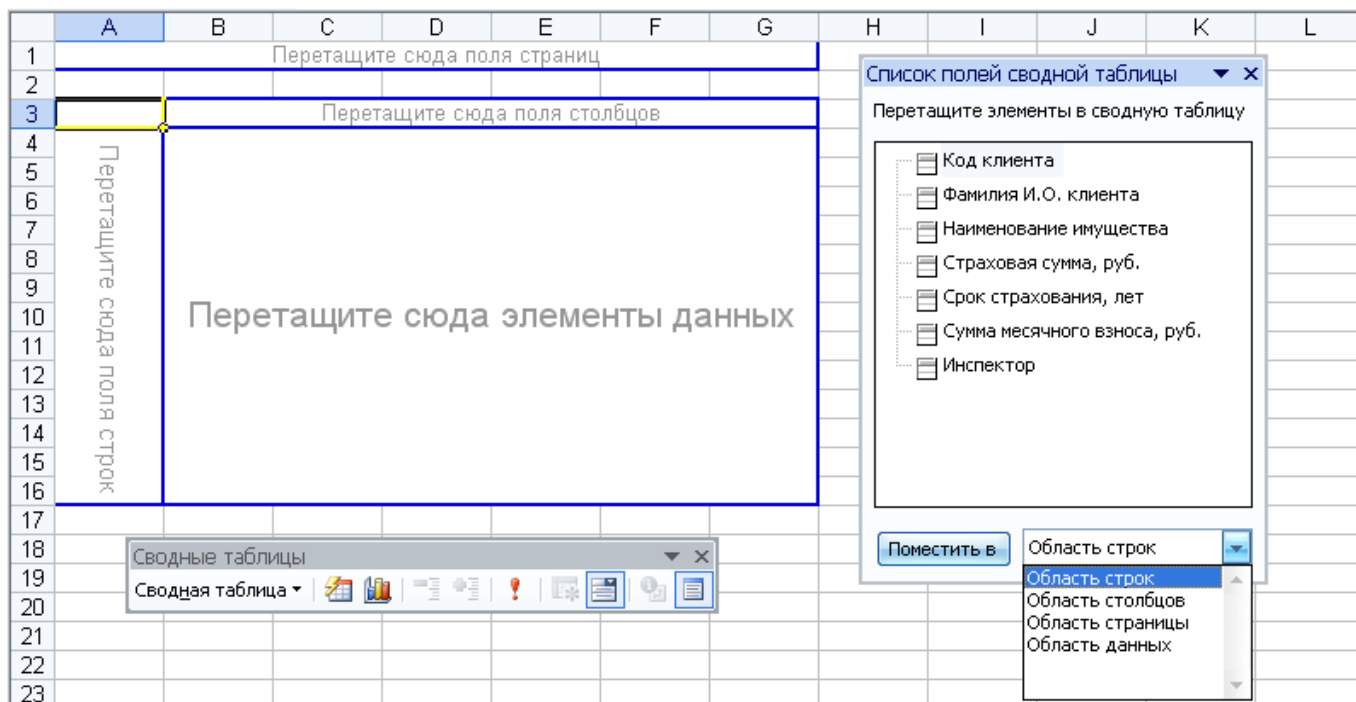 A B C D E F G H I J K L
1 Перетащите сюда поля страниц
2
3 Перетащите сюда поля столбцов
4
5
6
7
8
9
10 Перетащите сюда элементы данных
11
12
13
14
15
16
17
18
19
20
21
22
23
Перетащите сюда поля строк
Список полей сводной таблицы
Перетащите элементы в сводную таблицу
Код клиента
Фамилия И.О. клиента
Наименование имущества
Страховая сумма, руб.
Срок страхования, лет
Сумма месячного взноса, руб.
Инспектор
Поместить в Область строк
Область строк
Область столбцов
Область страницы
Область данных
Сводные таблицы
Сводная таблица